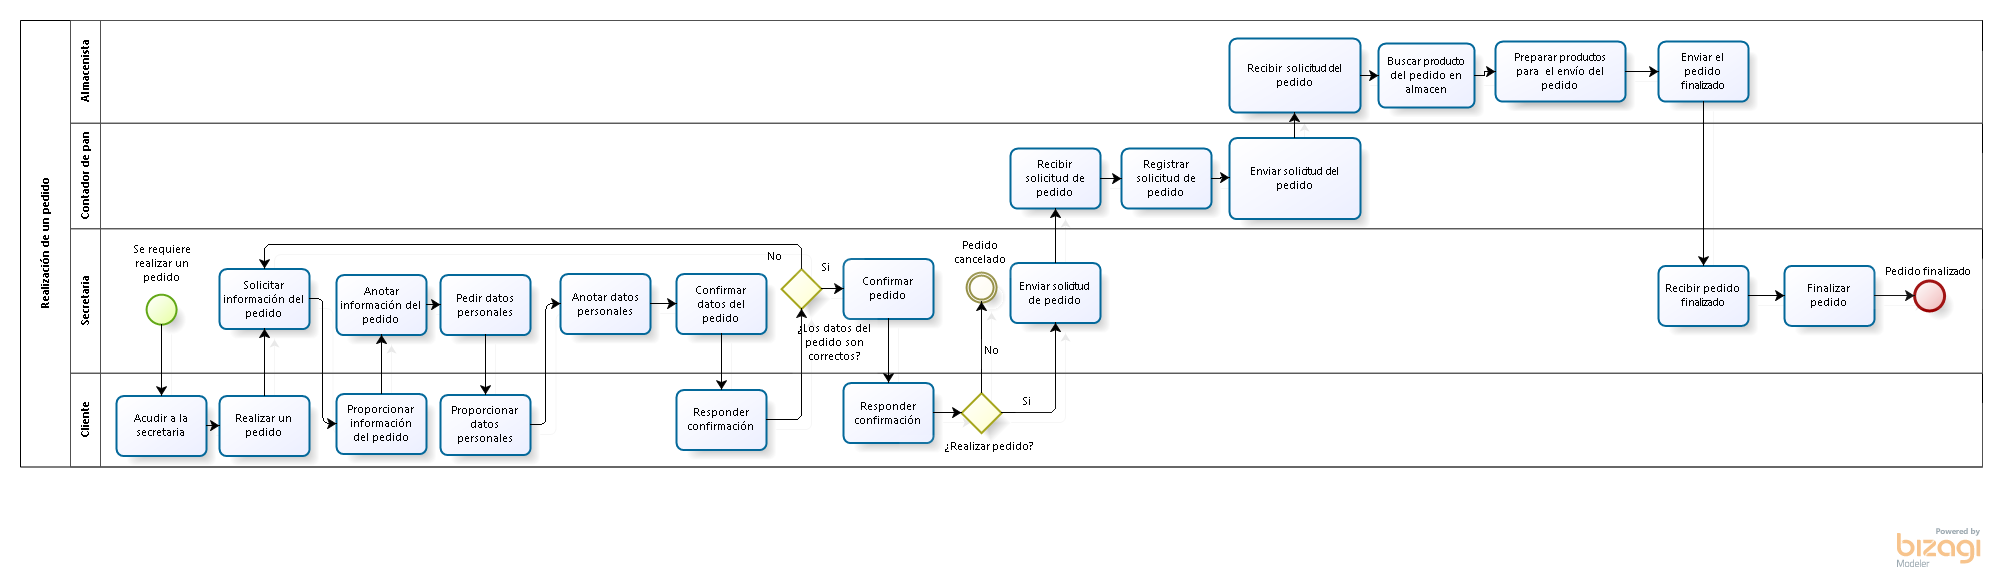 Realización de un pedido
Almacenista
Recibir solicitud del
pedido
Buscar producto
del pedido en
almacen
Preparar productos
para el envío del
pedido
Enviar el
pedido
finalizado
Contador de pan
Recibir
solicitud de
pedido
Registrar
solicitud de
pedido
Enviar solicitud del
pedido
Secretaria
Se requiere
realizar un
pedido
Solicitar
información del
pedido
Anotar
información del
pedido
Pedir datos
personales
Anotar datos
personales
Confirmar
datos del
pedido
No
Si
¿Los datos del
pedido son
correctos?
Confirmar
pedido
Pedido
cancelado
No
Enviar solicitud
de pedido
Recibir pedido
finalizado
Finalizar
pedido
Pedido finalizado
Cliente
Acudir a la
secretaria
Realizar un
pedido
Proporcionar
información
del pedido
Proporcionar
datos
personales
Responder
confirmación
Responder
confirmación
Si
¿Realizar pedido?
Powered by
bizagi
Modeler